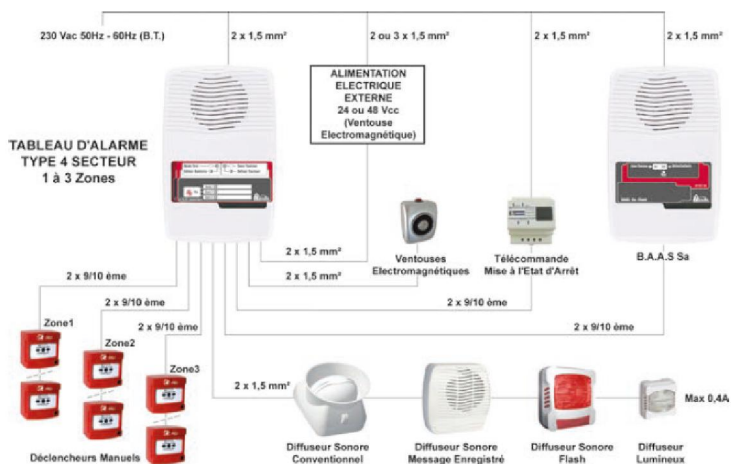 230 Vac 50Hz - 60Hz (B.T.)
2 x 1,5 mm²
2 ou 3 x 1,5 mm²
2 x 1,5 mm²
2 x 1,5 mm²
ALIMENTATION
ELECTRIQUE
EXTERNE
24 ou 48 Vcc
(Ventouse
Electromagnétique)
TABLEAU D'ALARME
TYPE 4 SECTEUR
1 à 3 Zones
2 x 1,5 mm²
2 x 1,5 mm²
Ventouses
Electromagnétiques
Télécommande
Mise à l'Etat d'Arrêt
B.A.A.S Sa
2 x 9/10 ème
2 x 9/10 ème
2 x 9/10 ème
2 x 9/10 ème
2 x 9/10 ème
Zone1
Zone2
Zone3
2 x 1,5 mm²
Max 0,4A
Déclencheurs Manuels
Diffuseur Sonore
Conventionnel
Diffuseur Sonore
Message Enregistré
Diffuseur Sonore
Flash
Diffuseur
Lumineux